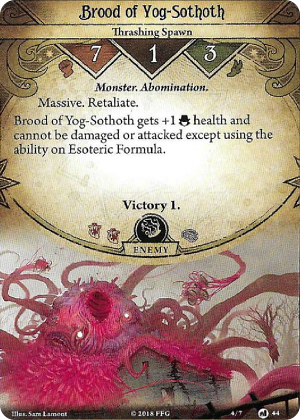 Brood of Yog-Sothoth
Thrashing Spawn
7 1 3
Monster. Abomination.
Massive. Retaliate.
Brood of Yog-Sothoth gets +1 health and
cannot be damaged or attacked except using the
ability on Esoteric Formula.
Victory 1.
ENEMY
Illus. Sam Lamont
© 2018 FFG
4/7
44